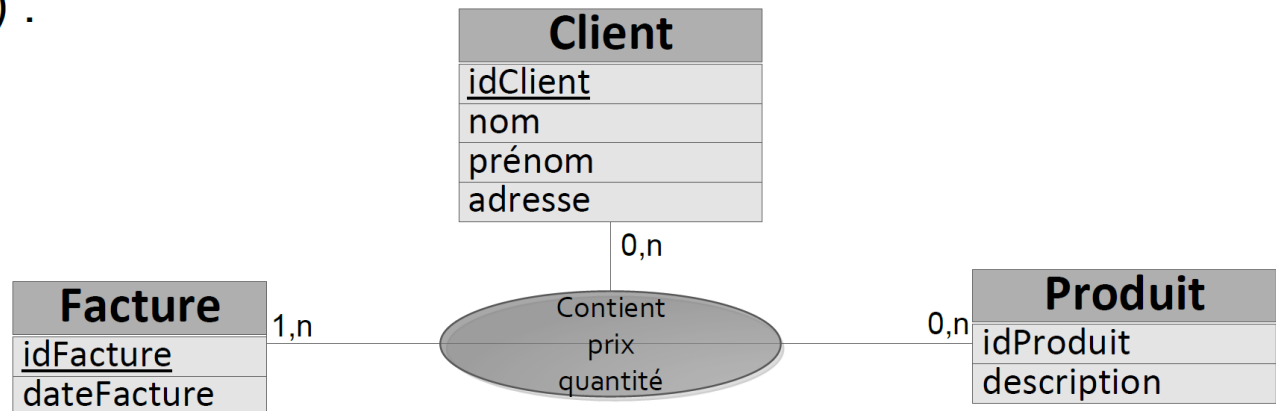 ) .
Client
idClient
nom
prénom
adresse
0,n
Facture
idFacture
dateFacture
1,n
Contient
prix
quantité
0,n
Produit
idProduit
description